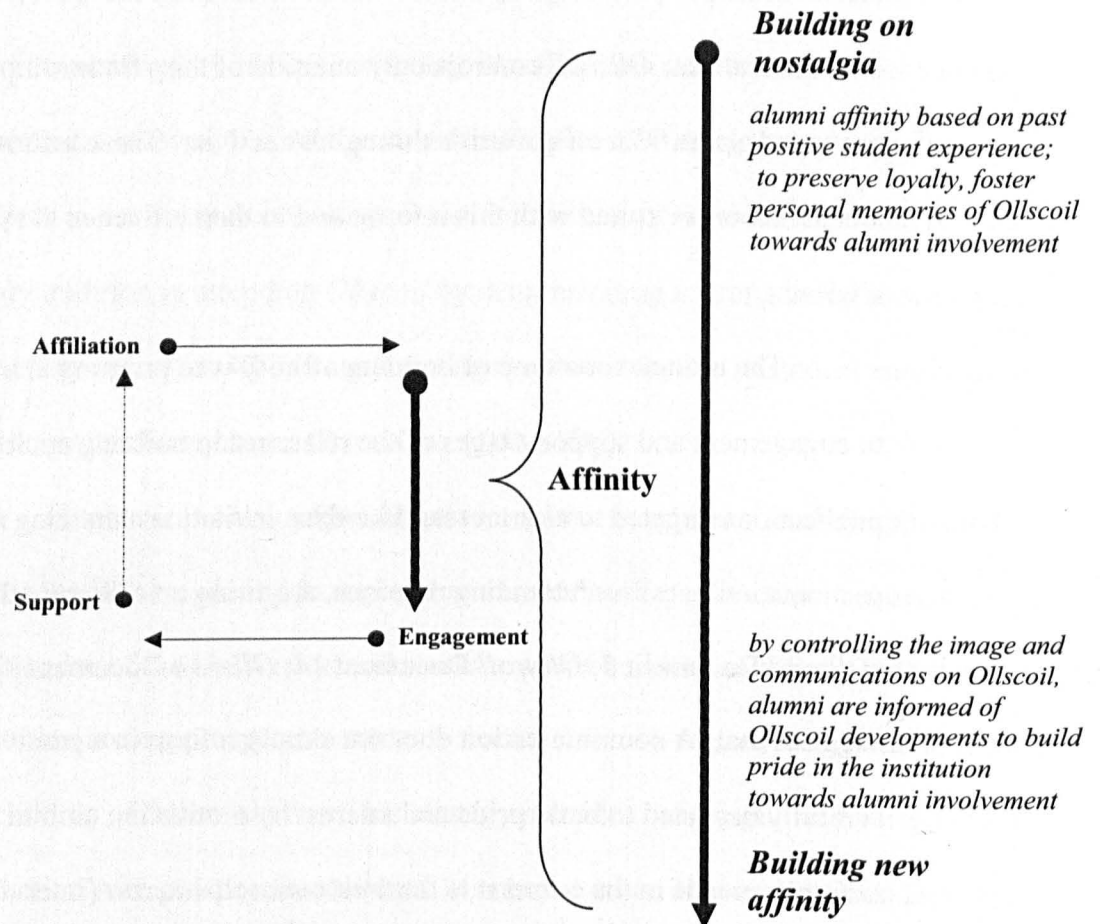 Building on
nostalgia
alumni affinity based on past
positive student experience;
to preserve loyalty, foster
personal memories of Ollscoil
towards alumni involvement
Affiliation
Affinity
Support
Engagement
by controlling the image and
communications on Ollscoil,
alumni are informed of
Ollscoil developments to build
pride in the institution
towards alumni involvement
Building new
affinity